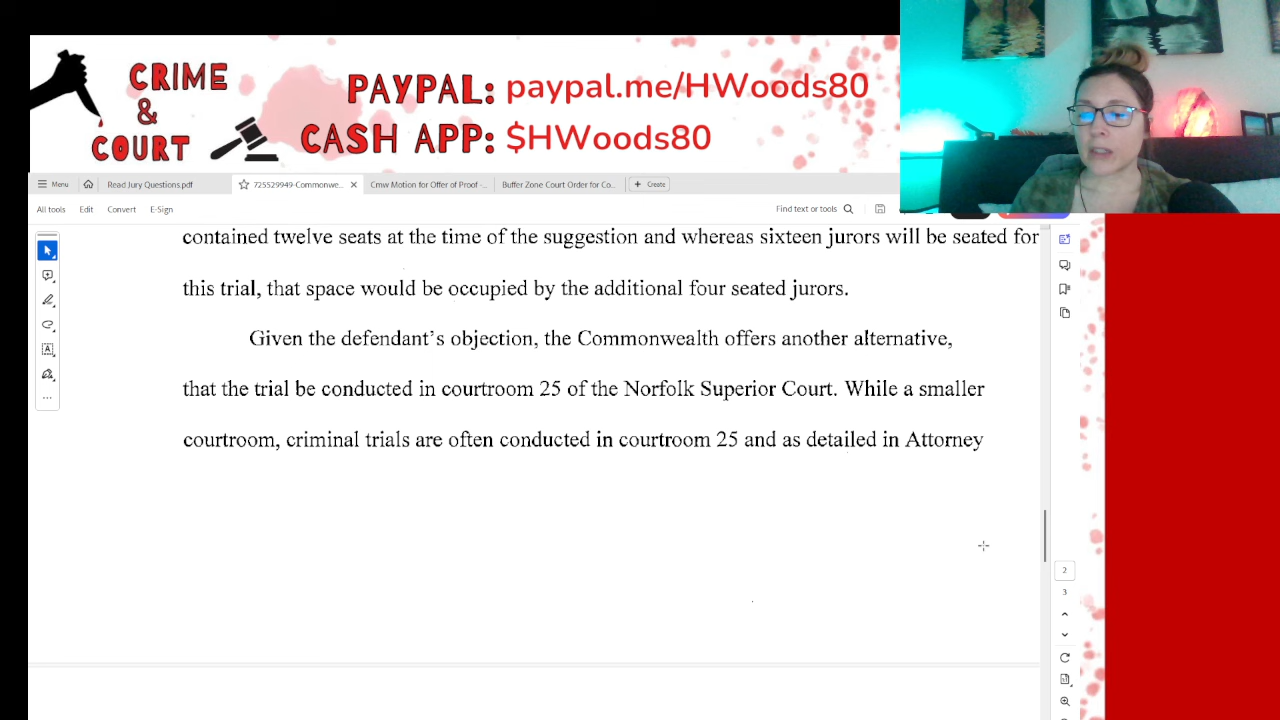 CRIME
&
COURT
PAYPAL: paypal.me/HWoods80
CASH APP: $HWoods80
Menu Read Jury Questions.pdf 725529949-Commonwe... Cmw Motion for Offer of Proof -... Buffer Zone Court Order for Co... Create
All tools Edit Convert E-Sign Find text or tools
contained twelve seats at the time of the suggestion and whereas sixteen jurors will be seated for
this trial, that space would be occupied by the additional four seated jurors.
Given the defendant's objection, the Commonwealth offers another alternative,
that the trial be conducted in courtroom 25 of the Norfolk Superior Court. While a smaller
courtroom, criminal trials are often conducted in courtroom 25 and as detailed in Attorney
2
3